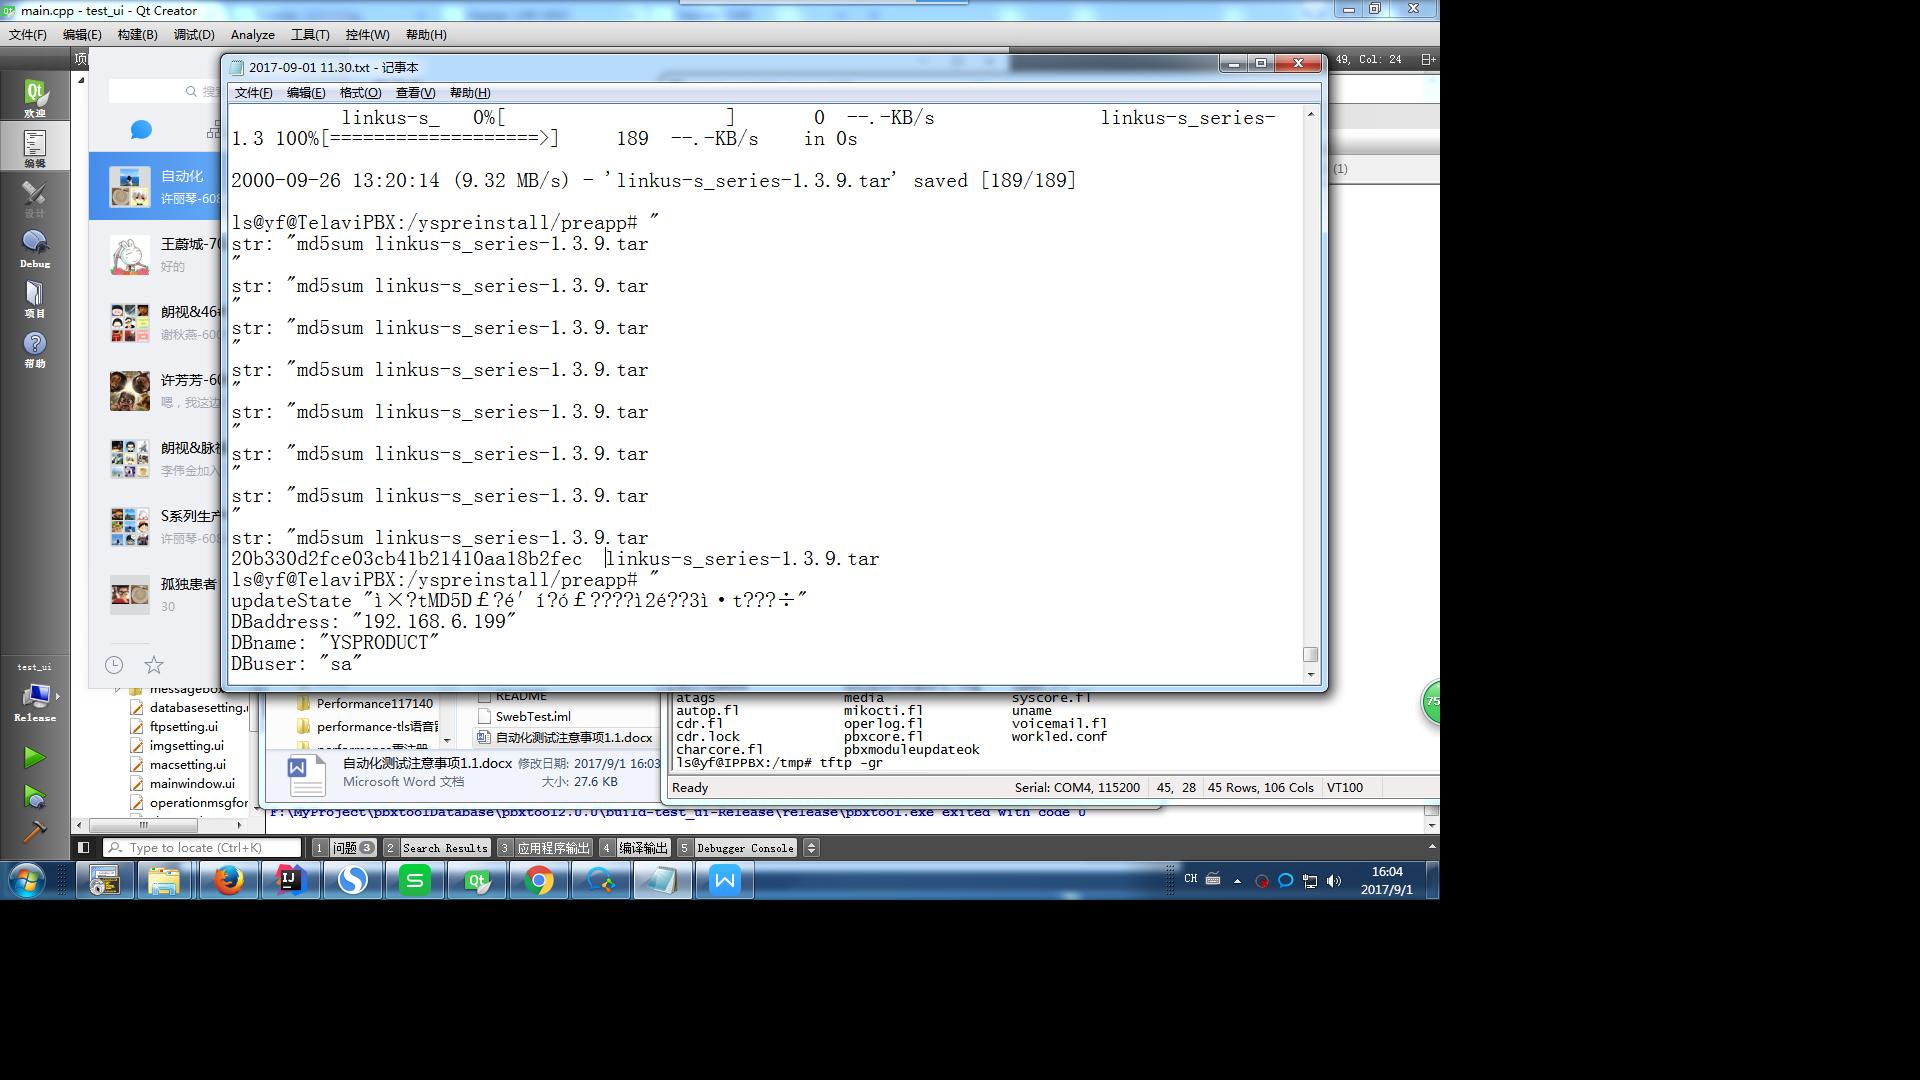 main.cpp - test_ui - Qt Creator
文件(F) 编辑(E) 构建(B) 调试(D) Analyze 工具(T) 控件(W) 帮助(H)
49, Col: 24
欢迎
编辑
设计
Debug
项目
帮助
test_ui
Release
自动化
许丽琴-608
王蔚城-70
好的
朗视&46
谢秋燕-600
许芳芳-60
嗯，我这边
朗视&脉
李伟金加入
S系列生产
许丽琴-608
孤独患者
30
2017-09-01 11.30.txt - 记事本
文件(F) 编辑(E) 格式(O) 查看(V) 帮助(H)
linkus-s_ 0%[ ] 0 --.-KB/s linkus-s_series-
1.3 100%[===================>] 189 --.-KB/s in 0s
2000-09-26 13:20:14 (9.32 MB/s) - 'linkus-s_series-1.3.9.tar' saved [189/189]
ls@yf@TelaviPBX:/yspreinstall/preapp# "
str: "md5sum linkus-s_series-1.3.9.tar
"
str: "md5sum linkus-s_series-1.3.9.tar
"
str: "md5sum linkus-s_series-1.3.9.tar
"
str: "md5sum linkus-s_series-1.3.9.tar
"
str: "md5sum linkus-s_series-1.3.9.tar
"
str: "md5sum linkus-s_series-1.3.9.tar
"
str: "md5sum linkus-s_series-1.3.9.tar
"
str: "md5sum linkus-s_series-1.3.9.tar
20b330d2fce03cb41b21410aa18b2fec linkus-s_series-1.3.9.tar
ls@yf@TelaviPBX:/yspreinstall/preapp# "
updateState "ì×?tMD5D£?é′í?ó£????ì2é??3ì·t???÷"
DBaddress: "192.168.6.199"
DBname: "YSPRODUCT"
DBuser: "sa"
(1)
messagebox
databasesetting.
ftpsetting.ui
imgsetting.ui
macsetting.ui
mainwindow.ui
operationmsgfor
Performance117140
performance-tls语音
README
SwebTest.iml
自动化测试注意事项1.1.docx
自动化测试注意事项1.1.docx 修改日期: 2017/9/1 16:03
Microsoft Word 文档 大小: 27.6 KB
atags media syscore.fl
autop.fl mikocti.fl uname
cdr.fl operlog.fl voicemail.fl
cdr.lock pbxcore.fl workled.conf
charcore.fl pbxmoduleupdateok
ls@yf@IPPBX:/tmp# tftp -gr
Ready Serial: COM4, 115200 45, 28 45 Rows, 106 Cols VT100
75
F:\MyProject\pbxtoolDatabase\pbxtool2.0.0\build-test_ui-Release\release\pbxtool.exe exited with code 0
Type to locate (Ctrl+K) 1 问题 3 2 Search Results 3 应用程序输出 4 编译输出 5 Debugger Console
CH 16:04
2017/9/1